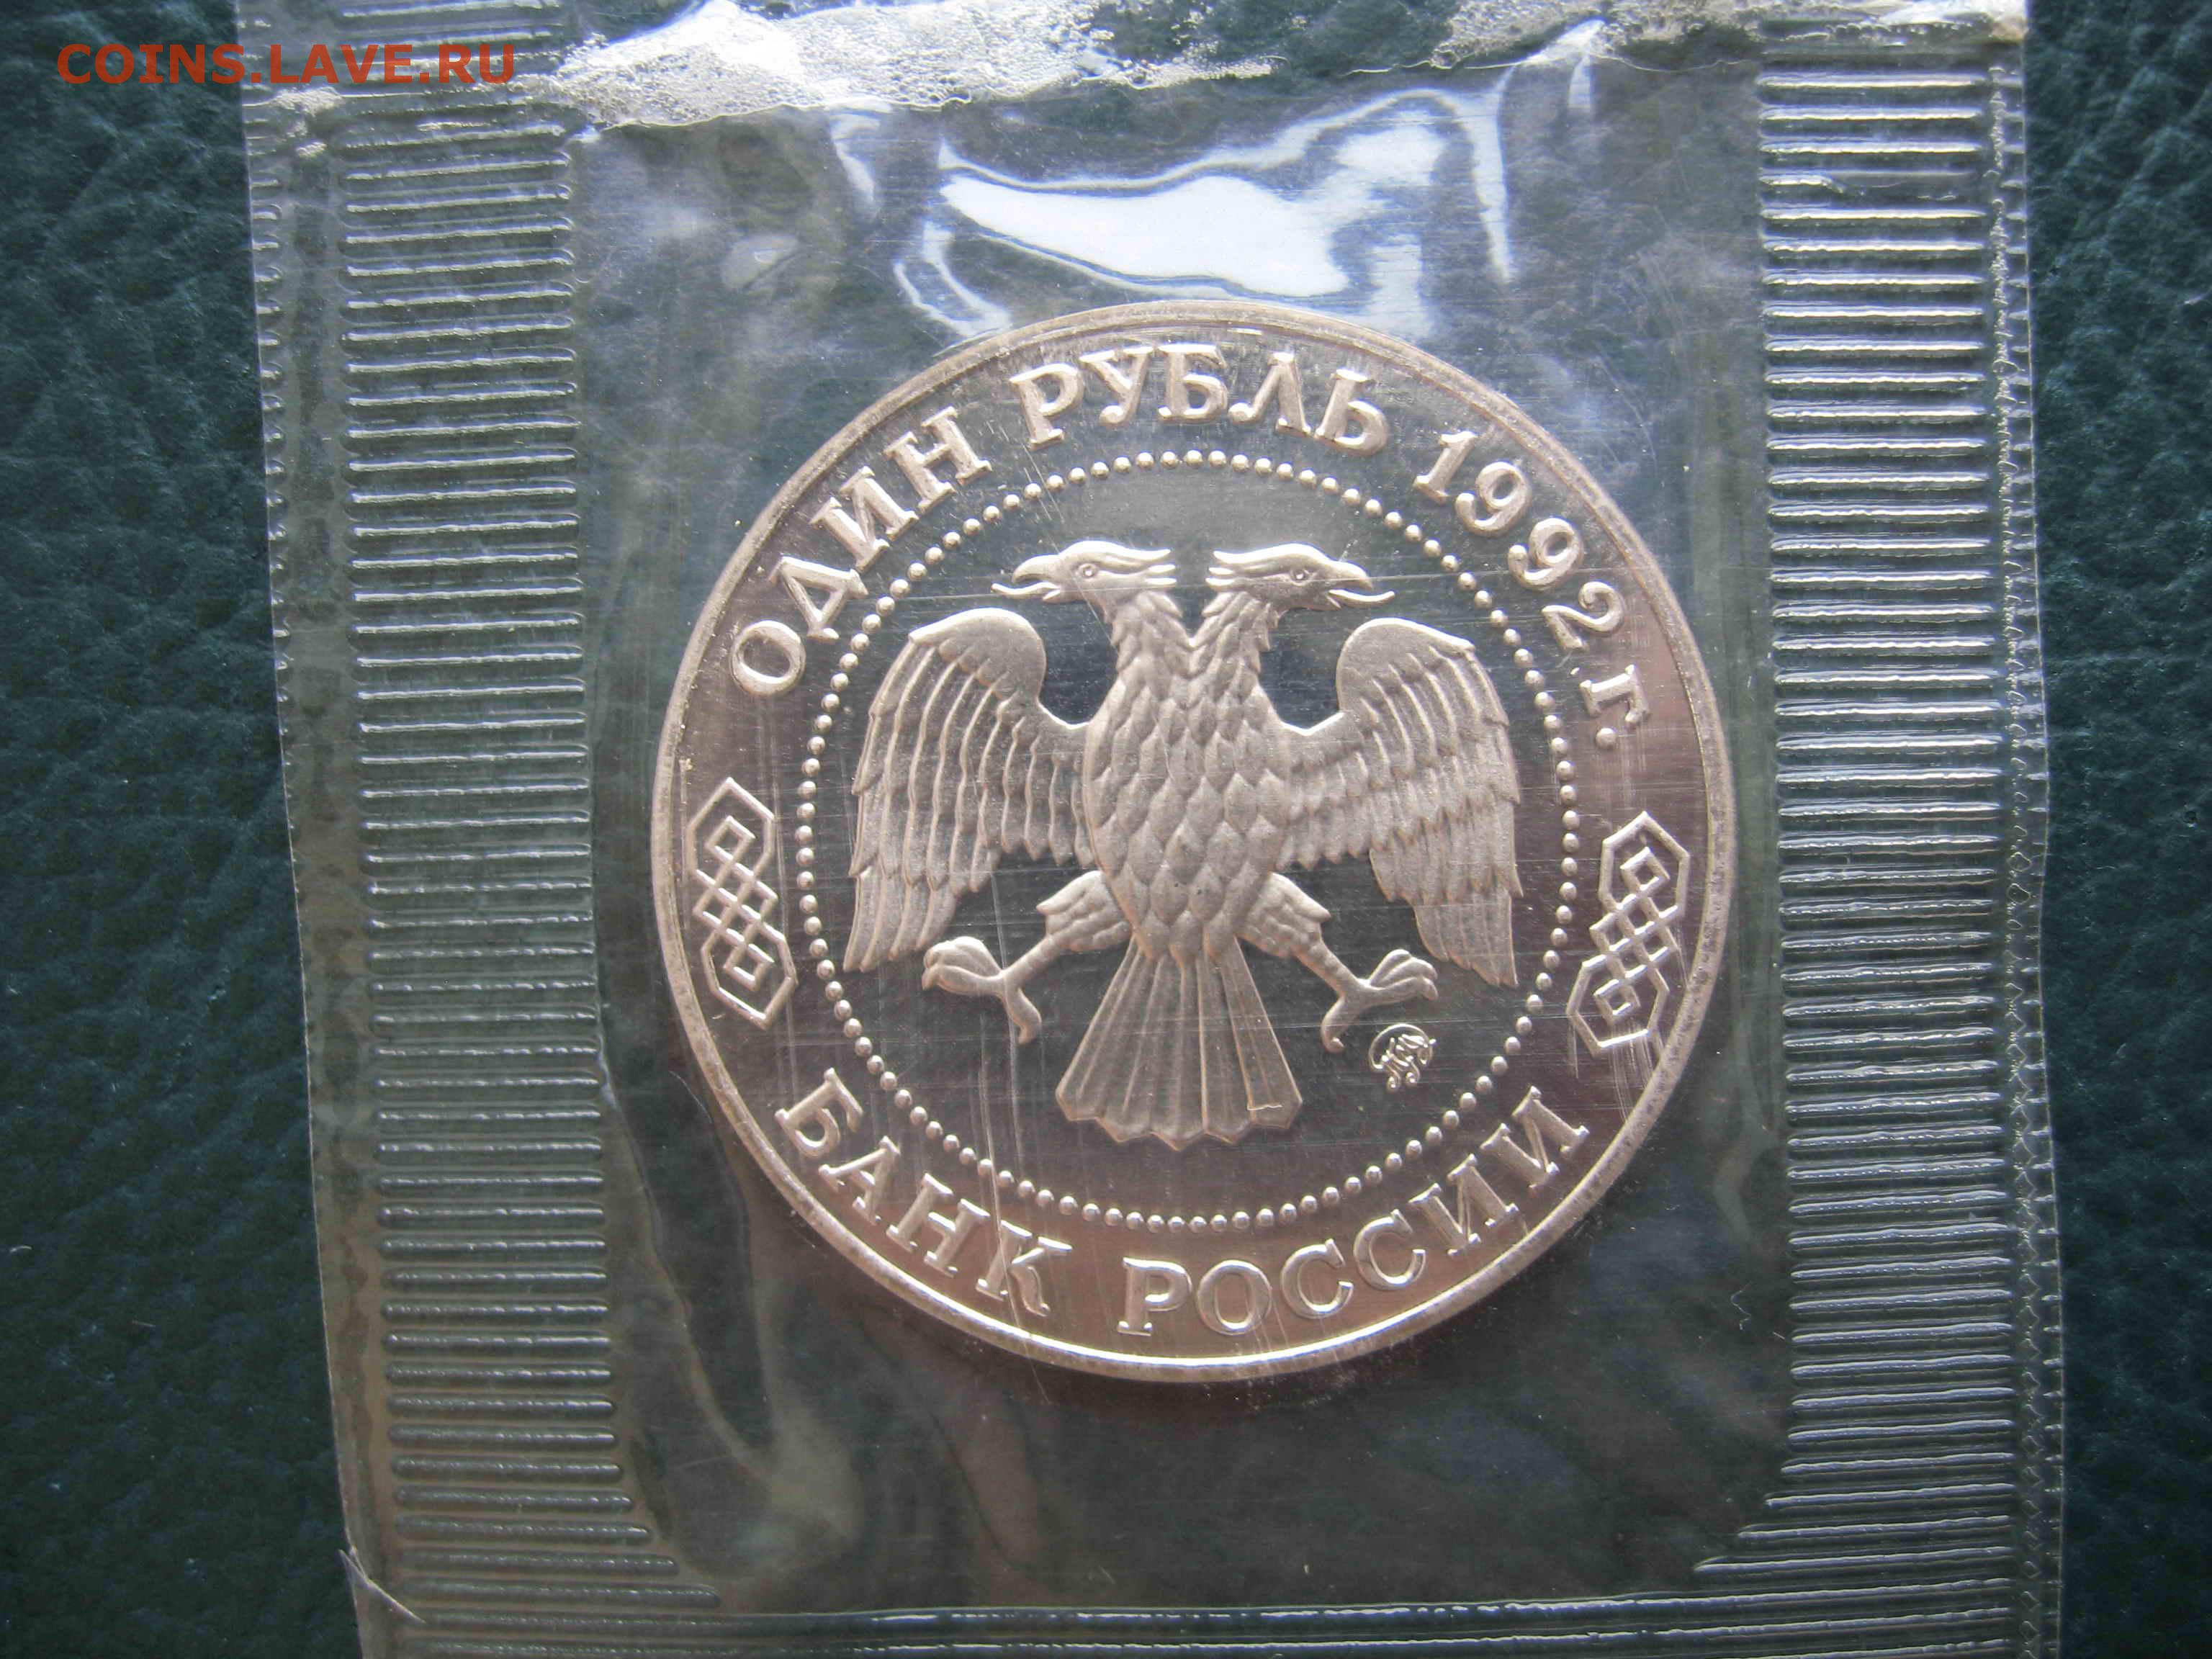 COINS.LAVE.RU
ОДИН РУБЛЬ 1992 г.
БАНК РОССИИ